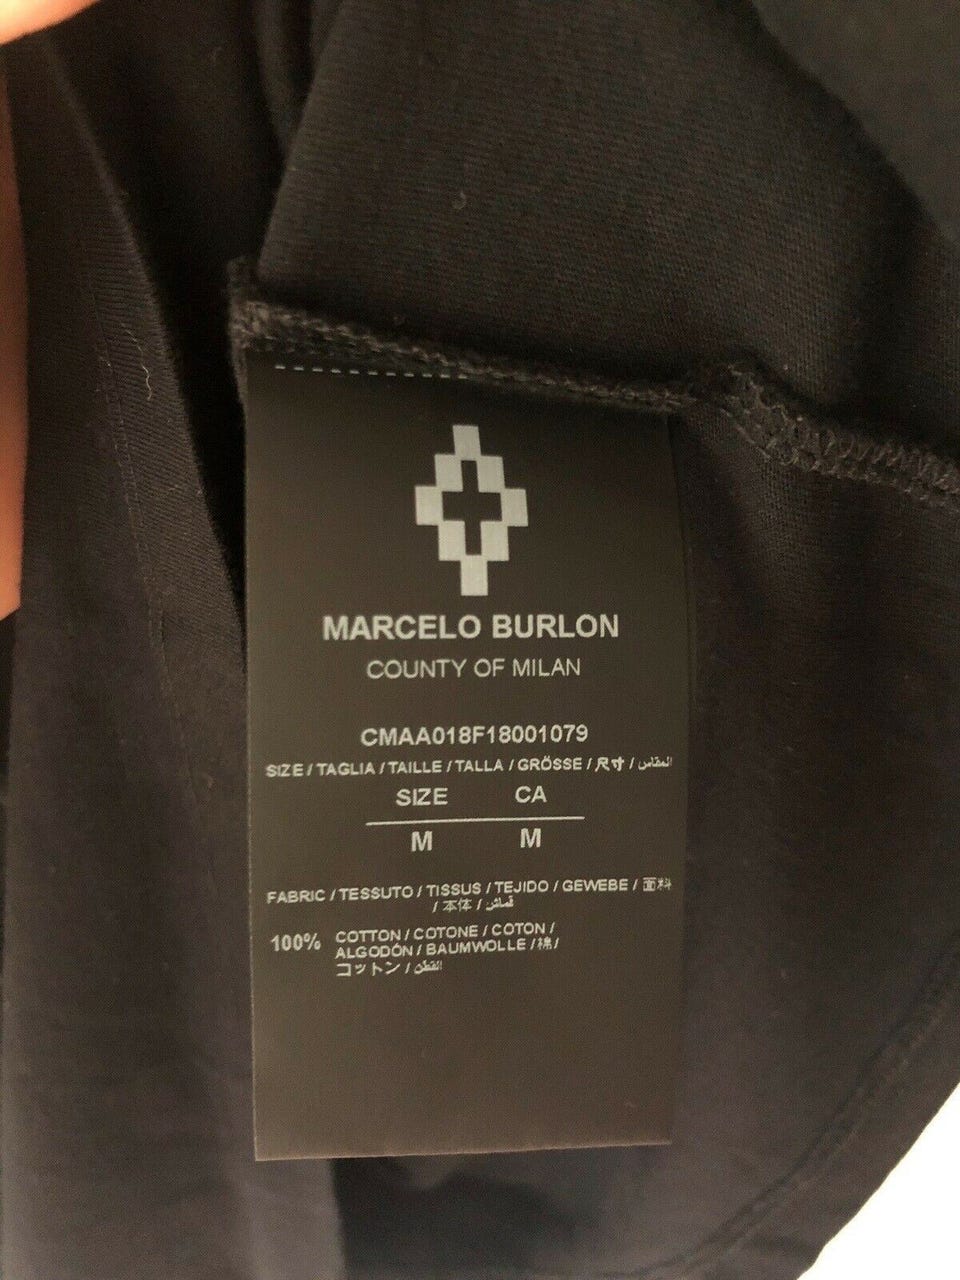 MARCELO BURLON
COUNTY OF MILAN
CMAA018F18001079
SIZE / TAGLIA / TAILLE / TALLA / GRÖSSE / 尺寸 / المقاس
SIZE CA
M M
FABRIC / TESSUTO / TISSUS / TEJIDO / GEWEBE / 面料
/ 本体 / قماش
100% COTTON / COTONE / COTON /
ALGODÓN / BAUMWOLLE / 棉 /
コットン / القطن